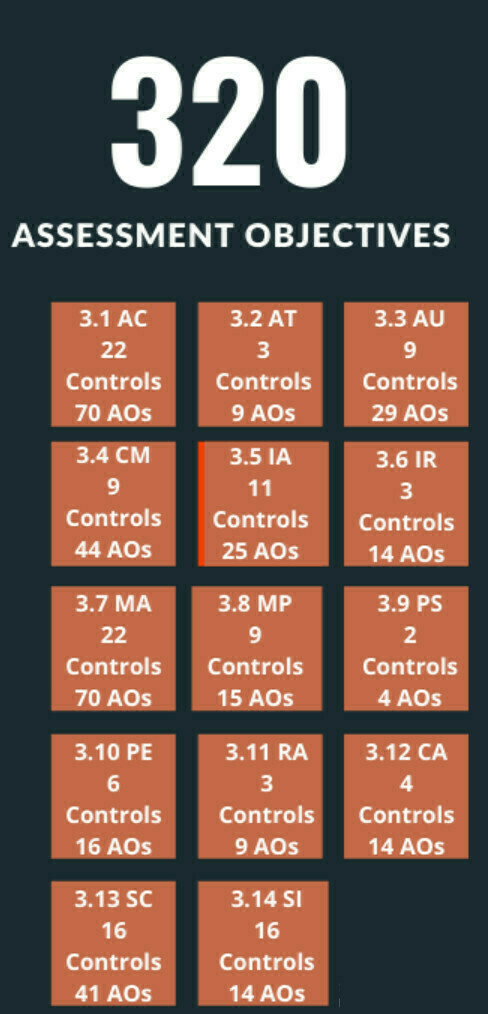 320
ASSESSMENT OBJECTIVES
3.1 AC
22
Controls
70 AOs
3.2 AT
3
Controls
9 AOs
3.3 AU
9
Controls
29 AOs
3.4 CM
9
Controls
44 AOs
3.5 IA
11
Controls
25 AOs
3.6 IR
3
Controls
14 AOs
3.7 MA
22
Controls
70 AOs
3.8 MP
9
Controls
15 AOs
3.9 PS
2
Controls
4 AOs
3.10 PE
6
Controls
16 AOs
3.11 RA
3
Controls
9 AOs
3.12 CA
4
Controls
14 AOs
3.13 SC
16
Controls
41 AOs
3.14 SI
16
Controls
14 AOs